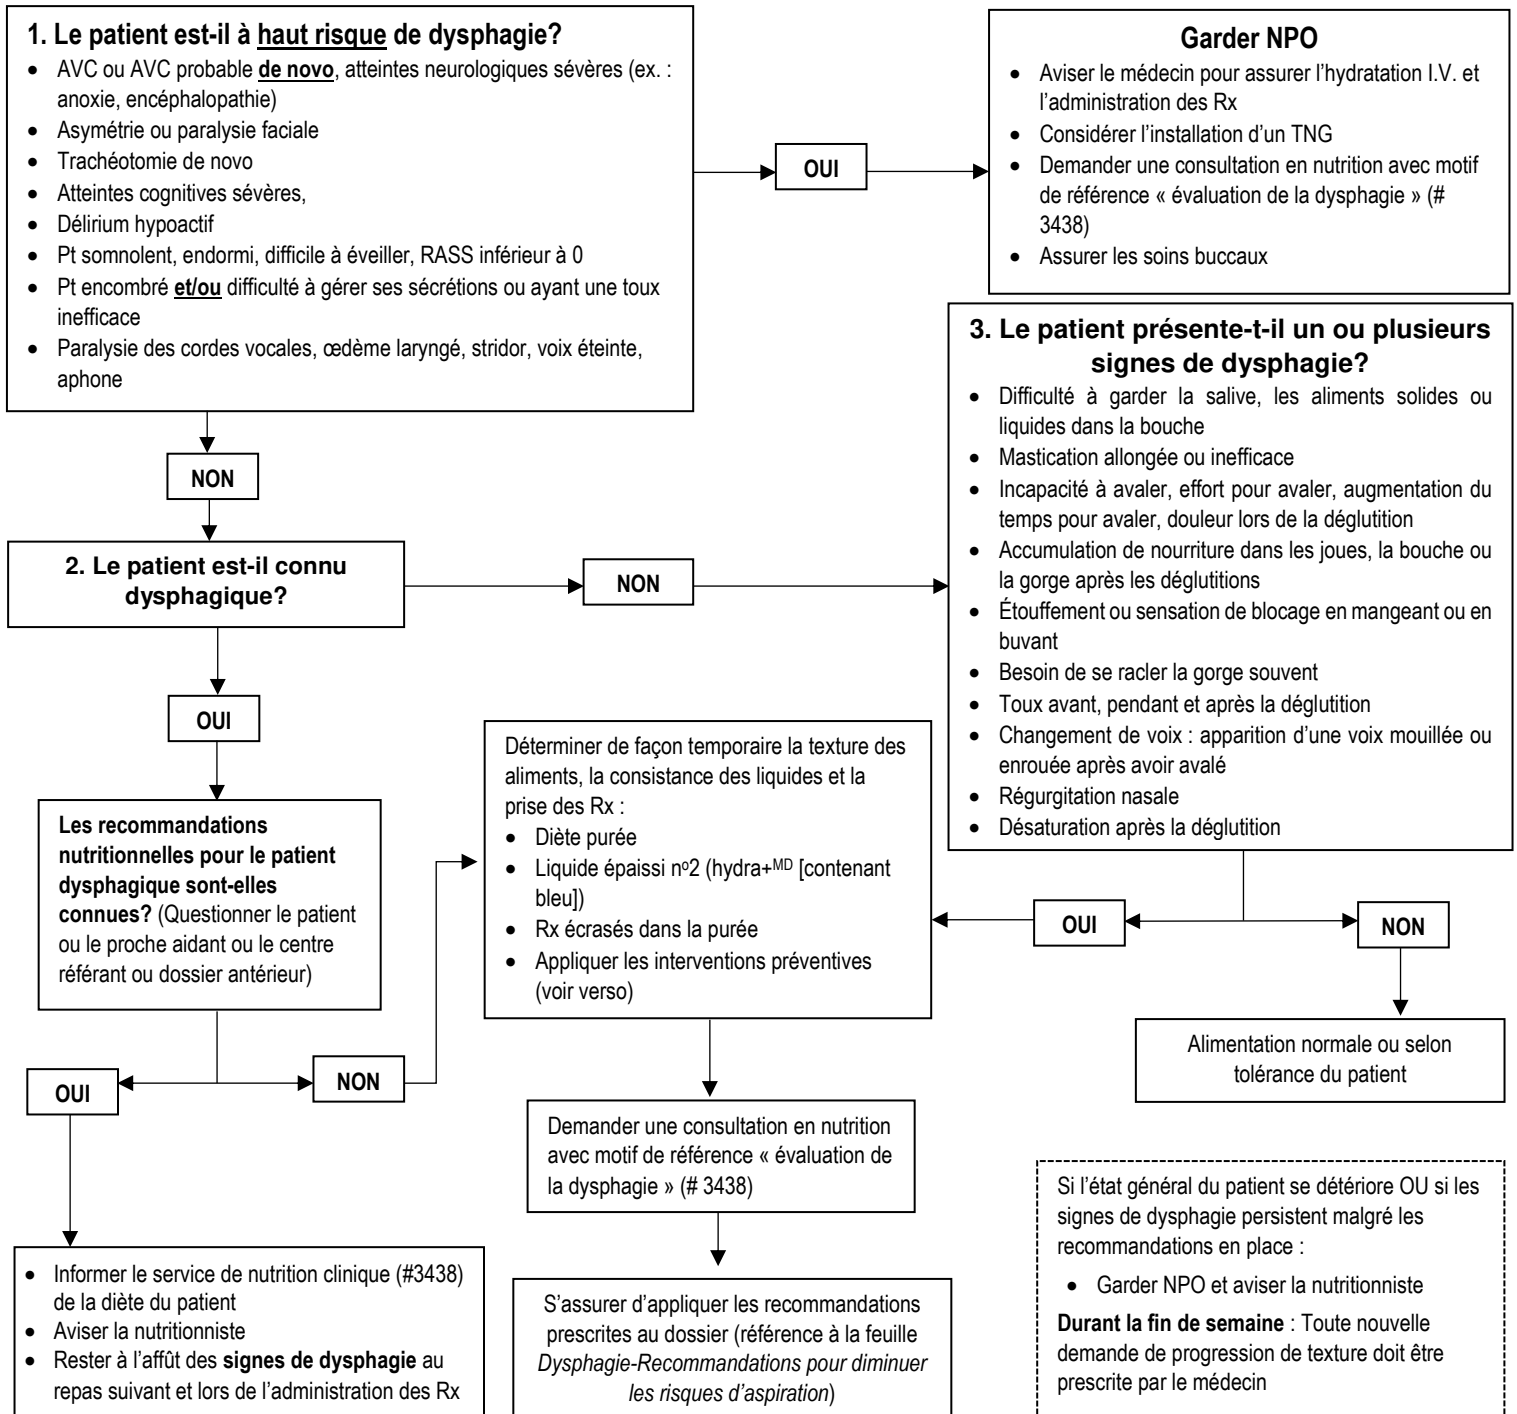 1. Le patient est-il à haut risque de dysphagie?
• AVC ou AVC probable de novo, atteintes neurologiques sévères (ex. :
anoxie, encéphalopathie)
• Asymétrie ou paralysie faciale
• Trachéotomie de novo
• Atteintes cognitives sévères,
• Délirium hypoactif
• Pt somnolent, endormi, difficile à éveiller, RASS inférieur à 0
• Pt encombré et/ou difficulté à gérer ses sécrétions ou ayant une toux
inefficace
• Paralysie des cordes vocales, œdème laryngé, stridor, voix éteinte,
aphone
OUI
Garder NPO
• Aviser le médecin pour assurer l’hydratation I.V. et
l’administration des Rx
• Considérer l’installation d’un TNG
• Demander une consultation en nutrition avec motif
de référence « évaluation de la dysphagie » (#
3438)
• Assurer les soins buccaux
NON
2. Le patient est-il connu
dysphagique?
NON
3. Le patient présente-t-il un ou plusieurs
signes de dysphagie?
• Difficulté à garder la salive, les aliments solides ou
liquides dans la bouche
• Mastication allongée ou inefficace
• Incapacité à avaler, effort pour avaler, augmentation du
temps pour avaler, douleur lors de la déglutition
• Accumulation de nourriture dans les joues, la bouche ou
la gorge après les déglutitions
• Étouffement ou sensation de blocage en mangeant ou en
buvant
• Besoin de se racler la gorge souvent
• Toux avant, pendant et après la déglutition
• Changement de voix : apparition d’une voix mouillée ou
enrouée après avoir avalé
• Régurgitation nasale
• Désaturation après la déglutition
OUI
Les recommandations
nutritionnelles pour le patient
dysphagique sont-elles
connues? (Questionner le patient
ou le proche aidant ou le centre
référant ou dossier antérieur)
OUI
NON
Déterminer de façon temporaire la texture des
aliments, la consistance des liquides et la
prise des Rx :
• Diète purée
• Liquide épaissi nº2 (hydra+MD [contenant
bleu])
• Rx écrasés dans la purée
• Appliquer les interventions préventives
(voir verso)
OUI
NON
Alimentation normale ou selon
tolérance du patient
Demander une consultation en nutrition
avec motif de référence « évaluation de
la dysphagie » (# 3438)
• Informer le service de nutrition clinique (#3438)
de la diète du patient
• Aviser la nutritionniste
• Rester à l’affût des signes de dysphagie au
repas suivant et lors de l’administration des Rx
S’assurer d’appliquer les recommandations
prescrites au dossier (référence à la feuille
Dysphagie-Recommandations pour diminuer
les risques d’aspiration)
Si l’état général du patient se détériore OU si les
signes de dysphagie persistent malgré les
recommandations en place :
• Garder NPO et aviser la nutritionniste
Durant la fin de semaine : Toute nouvelle
demande de progression de texture doit être
prescrite par le médecin